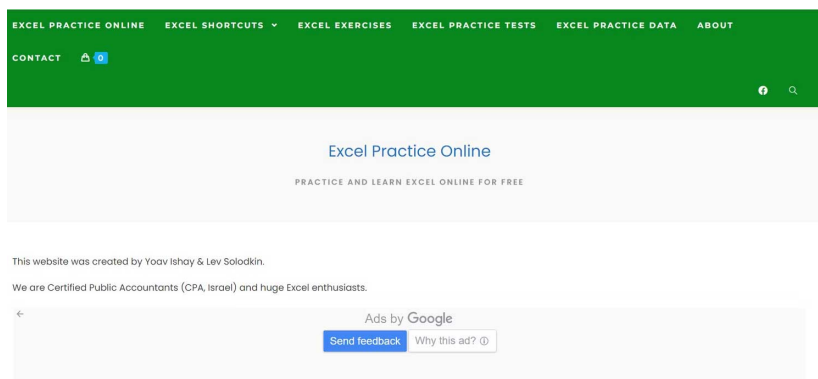 EXCEL PRACTICE ONLINE EXCEL SHORTCUTS EXCEL EXERCISES EXCEL PRACTICE TESTS EXCEL PRACTICE DATA ABOUT
CONTACT 0
Excel Practice Online
PRACTICE AND LEARN EXCEL ONLINE FOR FREE
This website was created by Yoav Ishay & Lev Solodkin.
We are Certified Public Accountants (CPA, Israel) and huge Excel enthusiasts.
Ads by Google
Send feedback Why this ad?